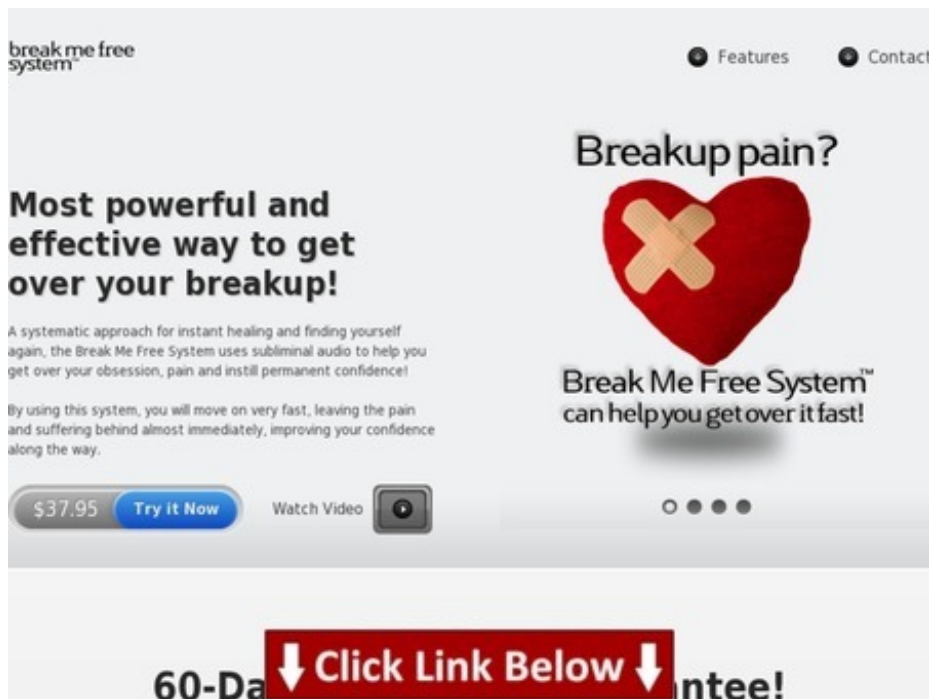 break me free
system™
Features
Contact
Breakup pain?
Most powerful and
effective way to get
over your breakup!
A systematic approach for instant healing and finding yourself
again, the Break Me Free System uses subliminal audio to help you
get over your obsession, pain and instill permanent confidence!
By using this system, you will move on very fast, leaving the pain
and suffering behind almost immediately, improving your confidence
along the way.
$37.95 Try it Now
Watch Video
Break Me Free System™
can help you get over it fast!
Click Link Below
60-Da ntee!